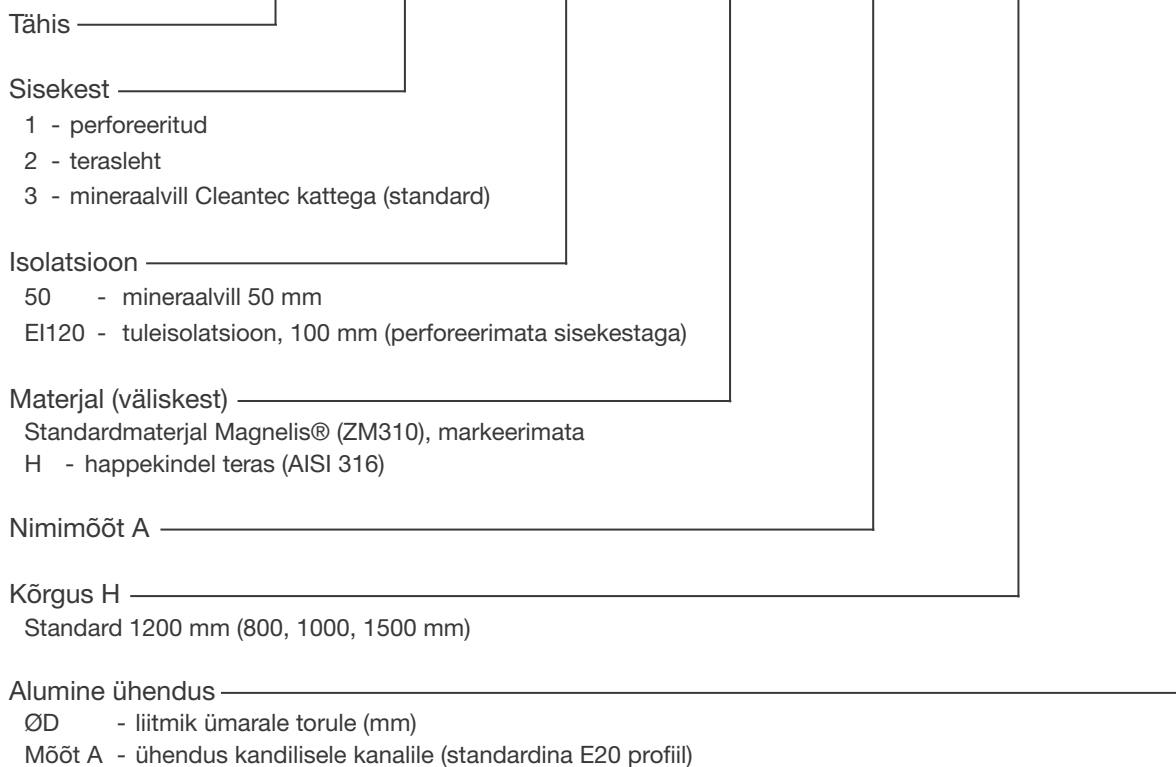 Tähis
Sisekest
1 - perforeeritud
2 - terasleht
3 - mineraalvill Cleantec kattega (standard)
Isolatsioon
50 - mineraalvill 50 mm
EI120 - tuleisolatsioon, 100 mm (perforeerimata sisekestaga)
Materjal (väliskest)
Standardmaterjal Magnelis® (ZM310), markeerimata
H - happekindel teras (AISI 316)
Nimimõõt A
Kõrgus H
Standard 1200 mm (800, 1000, 1500 mm)
Alumine ühendus
ØD - liitmik ümarale torule (mm)
Mõõt A - ühendus kandilisele kanalile (standardina E20 profiil)